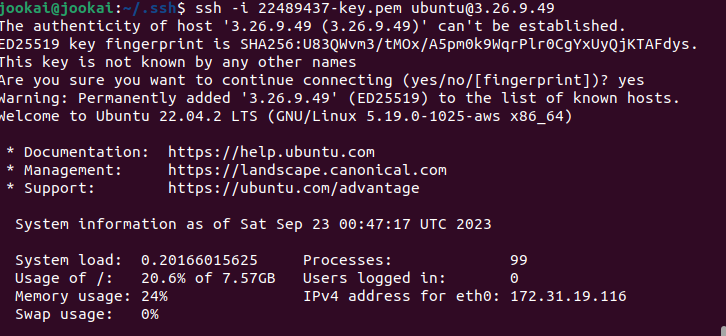 jookai@jookai:~/.ssh$ ssh -i 22489437-key.pem ubuntu@3.26.9.49
The authenticity of host '3.26.9.49 (3.26.9.49)' can't be established.
ED25519 key fingerprint is SHA256:U83QWvm3/tMOx/A5pm0k9WqrPlr0CgYxUyQjKTAFdys.
This key is not known by any other names
Are you sure you want to continue connecting (yes/no/[fingerprint])? yes
Warning: Permanently added '3.26.9.49' (ED25519) to the list of known hosts.
Welcome to Ubuntu 22.04.2 LTS (GNU/Linux 5.19.0-1025-aws x86_64)
* Documentation: https://help.ubuntu.com
* Management: https://landscape.canonical.com
* Support: https://ubuntu.com/advantage
System information as of Sat Sep 23 00:47:17 UTC 2023
System load: 0.20166015625 Processes: 99
Usage of /: 20.6% of 7.57GB Users logged in: 0
Memory usage: 24% IPv4 address for eth0: 172.31.19.116
Swap usage: 0%